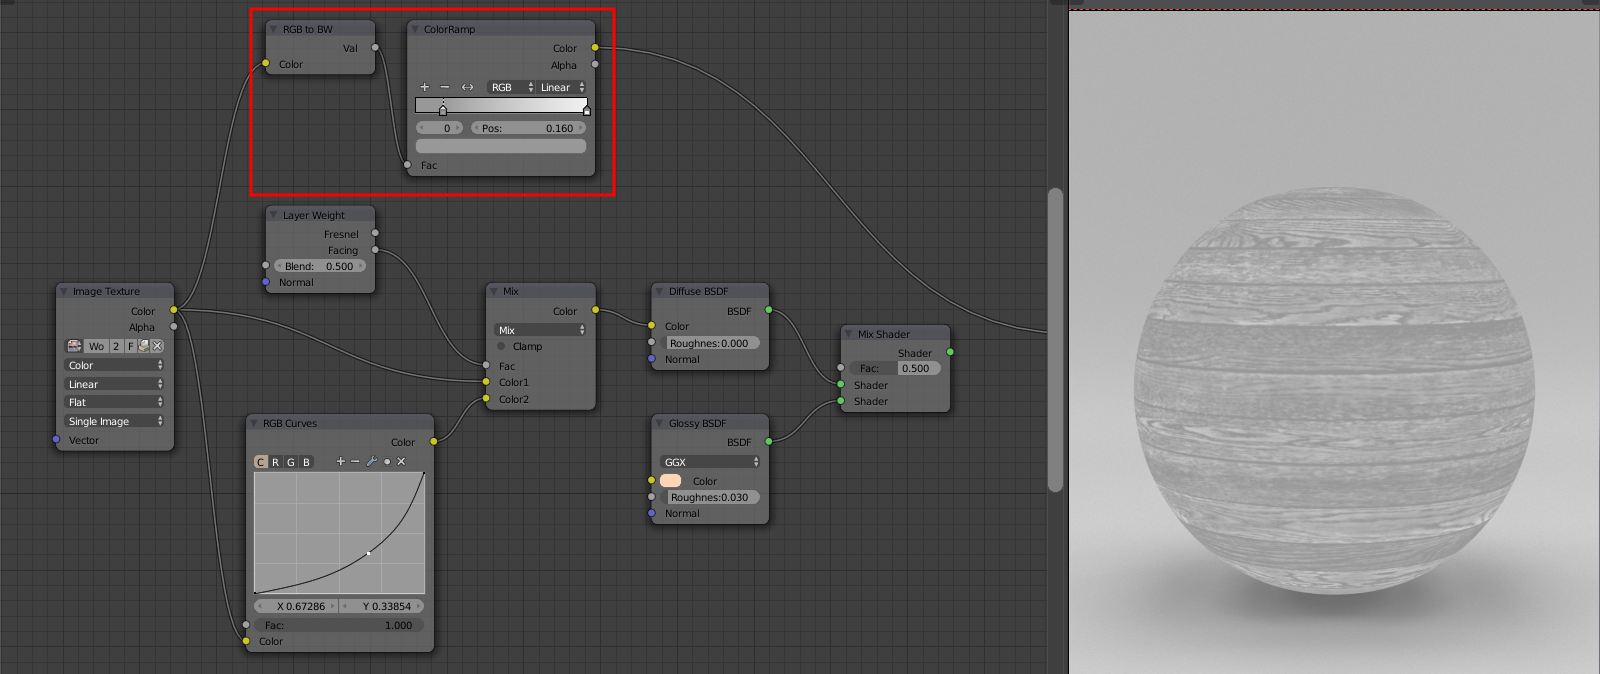 RGB to BW
Val
Color
ColorRamp
Color
Alpha
RGB Linear
0 Pos: 0.160
Fac
Layer Weight
Fresnel
Facing
Blend: 0.500
Normal
Image Texture
Color
Alpha
Wo 2 F
Color
Linear
Flat
Single Image
Vector
RGB Curves
Color
C R G B
X 0.67286 Y 0.33854
Fac: 1.000
Color
Mix
Color
Mix
Clamp
Fac
Color1
Color2
Diffuse BSDF
BSDF
Color
Roughnes:0.000
Normal
Glossy BSDF
BSDF
GGX
Color
Roughnes:0.030
Normal
Mix Shader
Shader
Fac: 0.500
Shader
Shader